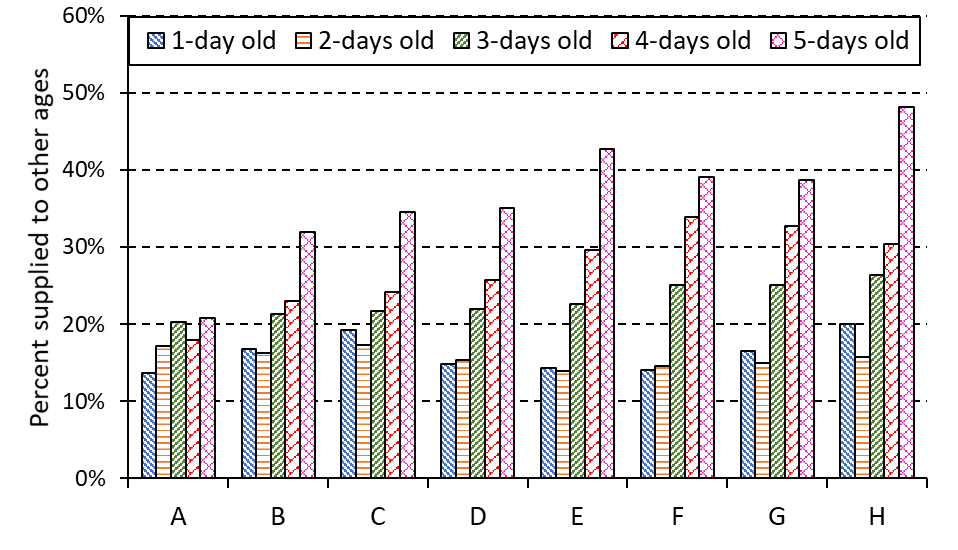 60%
1-day old 2-days old 3-days old 4-days old 5-days old
50%
40%
30%
20%
10%
0%
Percent supplied to other ages
A B C D E F G H